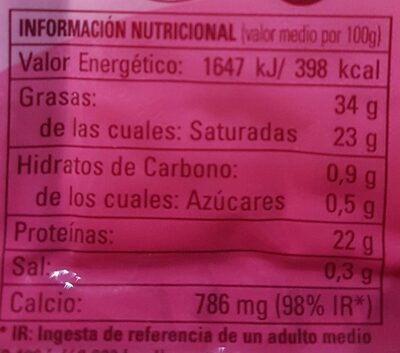 INFORMACIÓN NUTRICIONAL (valor medio por 100g)
Valor Energético: 1647 kJ/ 398 kcal
Grasas: 34 g
de las cuales: Saturadas 23 g
Hidratos de Carbono: 0,9 g
de los cuales: Azúcares 0,5 g
Proteínas: 22 g
Sal: 0,3 g
Calcio: 786 mg (98% IR*)
* IR: Ingesta de referencia de un adulto medio